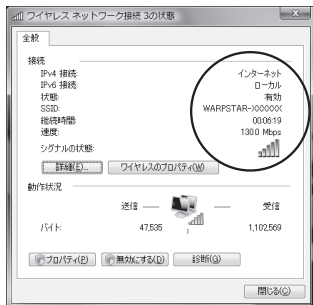 ワイヤレス ネットワーク接続 3の状態
全般
接続
IPv4 接続: インターネット
IPv6 接続: ローカル
状態: 有効
SSID: WARPSTAR-XXXXXX
継続時間: 00:06:19
速度: 130.0 Mbps
シグナルの状態:
詳細(E)... ワイヤレスのプロパティ(W)
動作状況
送信 受信
バイト: 47,535 1,102,569
プロパティ(P) 無効にする(D) 診断(G)
閉じる(C)